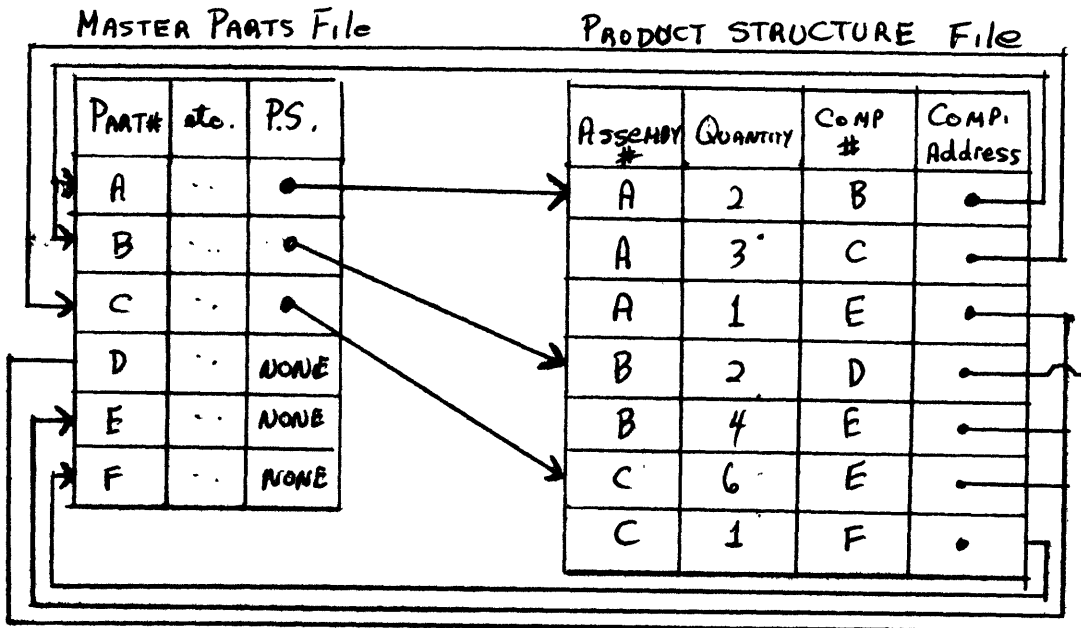 MASTER PARTS File
PRODUCT STRUCTURE File
PART# etc. P.S.
A ..
B ...
C ..
D .. NONE
E .. NONE
F .. NONE
ASSEMBY # QUANTITY COMP # COMP. Address
A 2 B
A 3 C
A 1 E
B 2 D
B 4 E
C 6 E
C 1 F